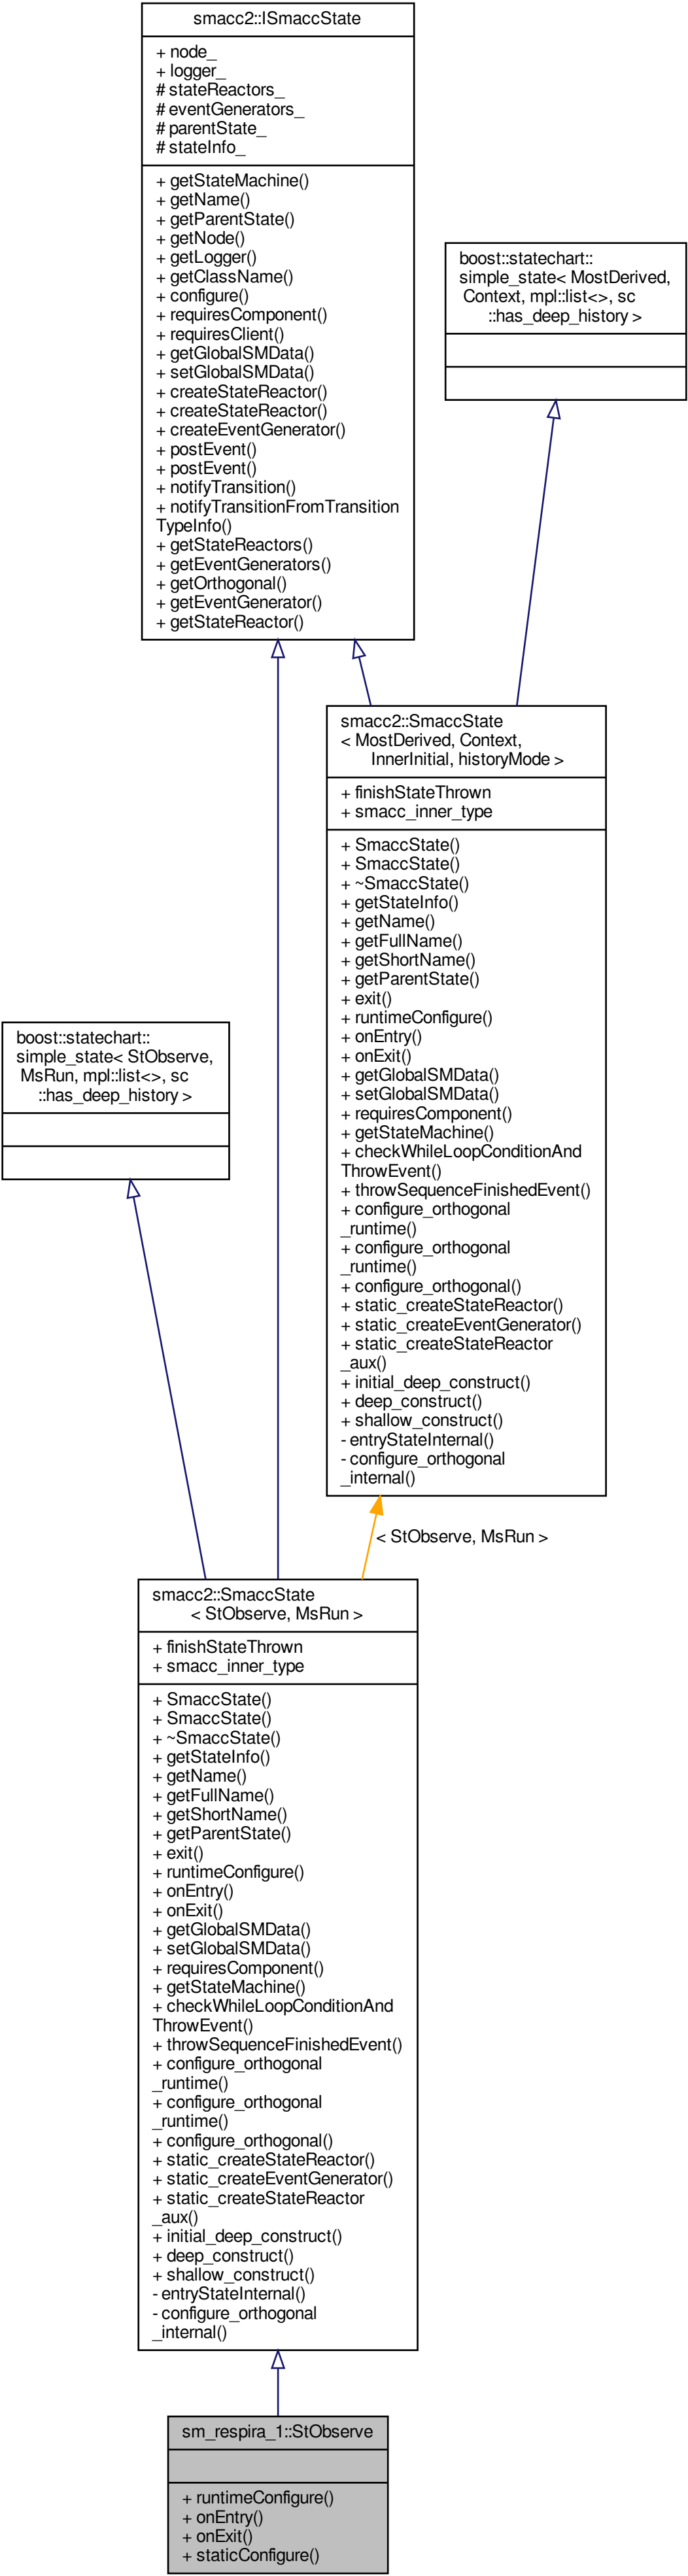 smacc2::ISmaccState
+ node_
+ logger_
# stateReactors_
# eventGenerators_
# parentState_
# stateInfo_
+ getStateMachine()
+ getName()
+ getParentState()
+ getNode()
+ getLogger()
+ getClassName()
+ configure()
+ requiresComponent()
+ requiresClient()
+ getGlobalSMData()
+ setGlobalSMData()
+ createStateReactor()
+ createStateReactor()
+ createEventGenerator()
+ postEvent()
+ postEvent()
+ notifyTransition()
+ notifyTransitionFromTransition
TypeInfo()
+ getStateReactors()
+ getEventGenerators()
+ getOrthogonal()
+ getEventGenerator()
+ getStateReactor()
boost::statechart::
simple_state< MostDerived,
Context, mpl::list<>, sc
::has_deep_history >
smacc2::SmaccState
< MostDerived, Context,
InnerInitial, historyMode >
+ finishStateThrown
+ smacc_inner_type
+ SmaccState()
+ SmaccState()
+ ~SmaccState()
+ getStateInfo()
+ getName()
+ getFullName()
+ getShortName()
+ getParentState()
+ exit()
+ runtimeConfigure()
+ onEntry()
+ onExit()
+ getGlobalSMData()
+ setGlobalSMData()
+ requiresComponent()
+ getStateMachine()
+ checkWhileLoopConditionAnd
ThrowEvent()
+ throwSequenceFinishedEvent()
+ configure_orthogonal
_runtime()
+ configure_orthogonal
_runtime()
+ configure_orthogonal()
+ static_createStateReactor()
+ static_createEventGenerator()
+ static_createStateReactor
_aux()
+ initial_deep_construct()
+ deep_construct()
+ shallow_construct()
- entryStateInternal()
- configure_orthogonal
_internal()
boost::statechart::
simple_state< StObserve,
MsRun, mpl::list<>, sc
::has_deep_history >
< StObserve, MsRun >
smacc2::SmaccState
< StObserve, MsRun >
+ finishStateThrown
+ smacc_inner_type
+ SmaccState()
+ SmaccState()
+ ~SmaccState()
+ getStateInfo()
+ getName()
+ getFullName()
+ getShortName()
+ getParentState()
+ exit()
+ runtimeConfigure()
+ onEntry()
+ onExit()
+ getGlobalSMData()
+ setGlobalSMData()
+ requiresComponent()
+ getStateMachine()
+ checkWhileLoopConditionAnd
ThrowEvent()
+ throwSequenceFinishedEvent()
+ configure_orthogonal
_runtime()
+ configure_orthogonal
_runtime()
+ configure_orthogonal()
+ static_createStateReactor()
+ static_createEventGenerator()
+ static_createStateReactor
_aux()
+ initial_deep_construct()
+ deep_construct()
+ shallow_construct()
- entryStateInternal()
- configure_orthogonal
_internal()
sm_respira_1::StObserve
+ runtimeConfigure()
+ onEntry()
+ onExit()
+ staticConfigure()